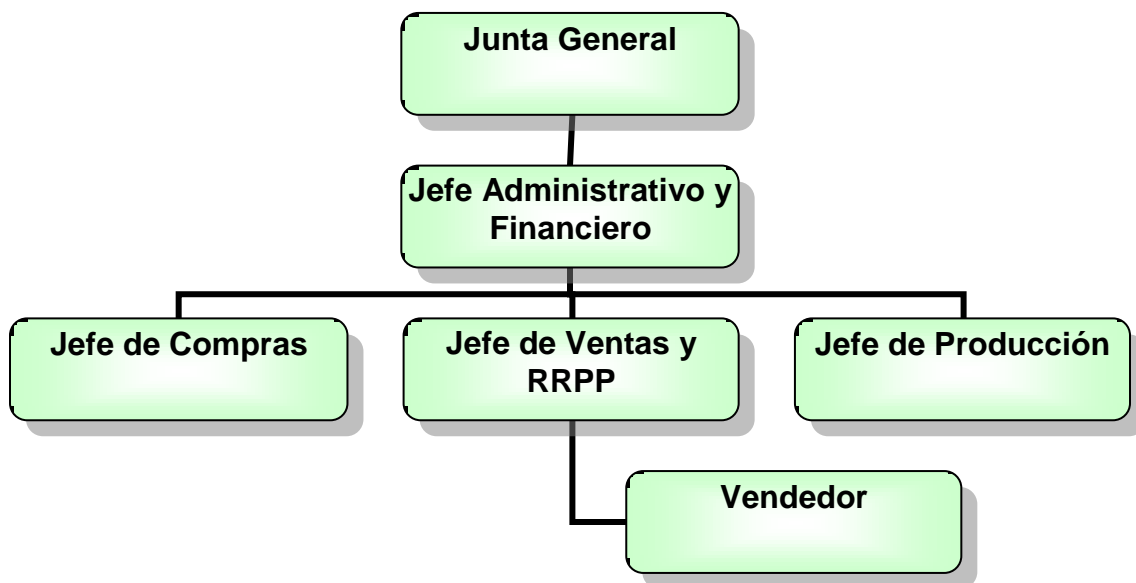 Junta General
Jefe Administrativo y
Financiero
Jefe de Compras
Jefe de Ventas y
RRPP
Jefe de Producción
Vendedor